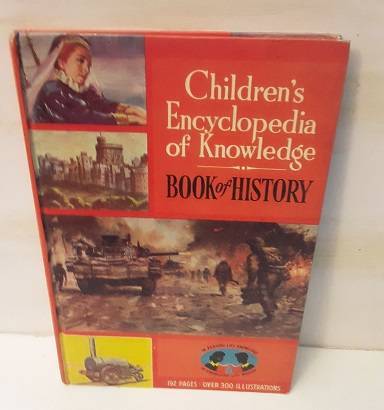 Children's
Encyclopedia
of Knowledge
BOOK of HISTORY
192 PAGES · OVER 300 ILLUSTRATIONS